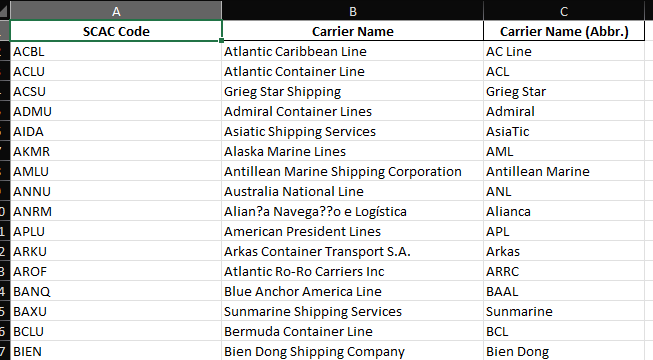 A B C
SCAC Code Carrier Name Carrier Name (Abbr.)
ACBL Atlantic Caribbean Line AC Line
ACLU Atlantic Container Line ACL
ACSU Grieg Star Shipping Grieg Star
ADMU Admiral Container Lines Admiral
AIDA Asiatic Shipping Services AsiaTic
AKMR Alaska Marine Lines AML
AMLU Antillean Marine Shipping Corporation Antillean Marine
ANNU Australia National Line ANL
ANRM Alian?a Navega??o e Logística Alianca
APLU American President Lines APL
ARKU Arkas Container Transport S.A. Arkas
AROF Atlantic Ro-Ro Carriers Inc ARRC
BANQ Blue Anchor America Line BAAL
BAXU Sunmarine Shipping Services Sunmarine
BCLU Bermuda Container Line BCL
BIEN Bien Dong Shipping Company Bien Dong